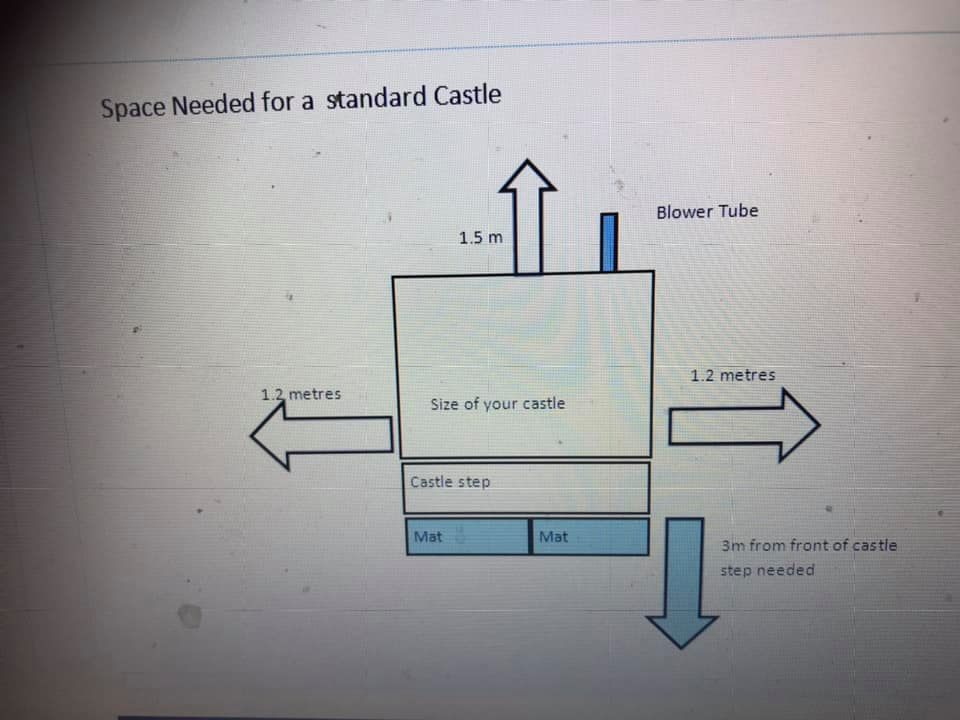 Space Needed for a standard Castle
Blower Tube
1.5 m
1.2 metres
1.2 metres
Size of your castle
Castle step
Mat
Mat
3m from front of castle
step needed